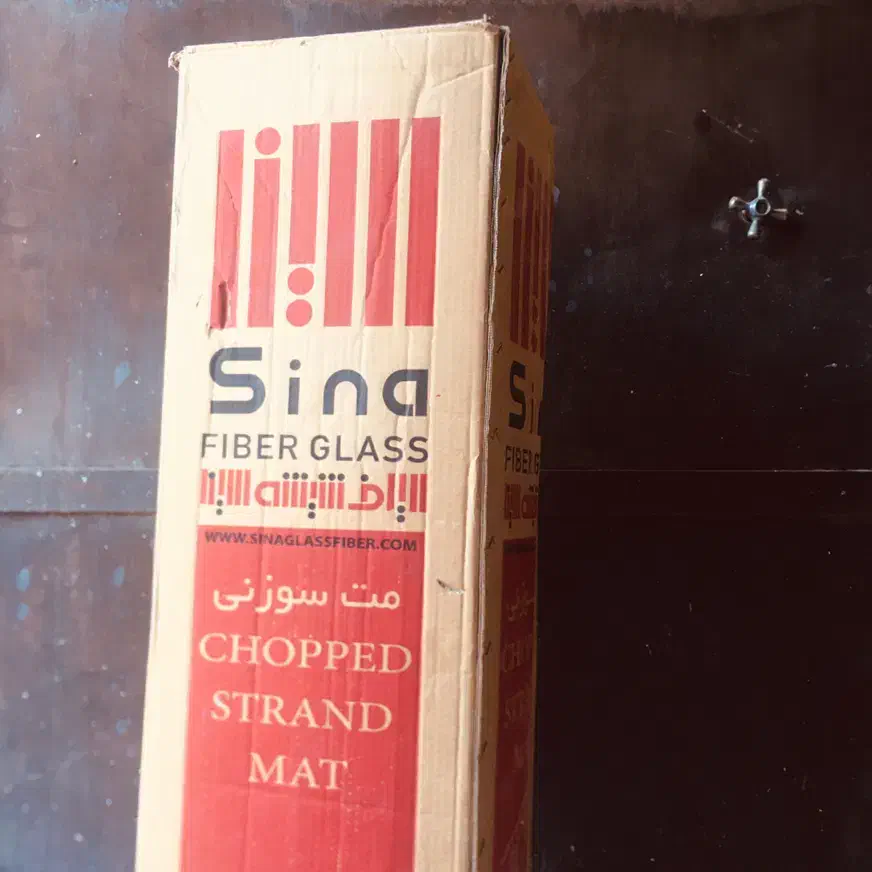 Sina
FIBER GLASS
الیاف شیشه سینا
WWW.SINAGLASSFIBER.COM
مت سوزنی
CHOPPED
STRAND
MAT